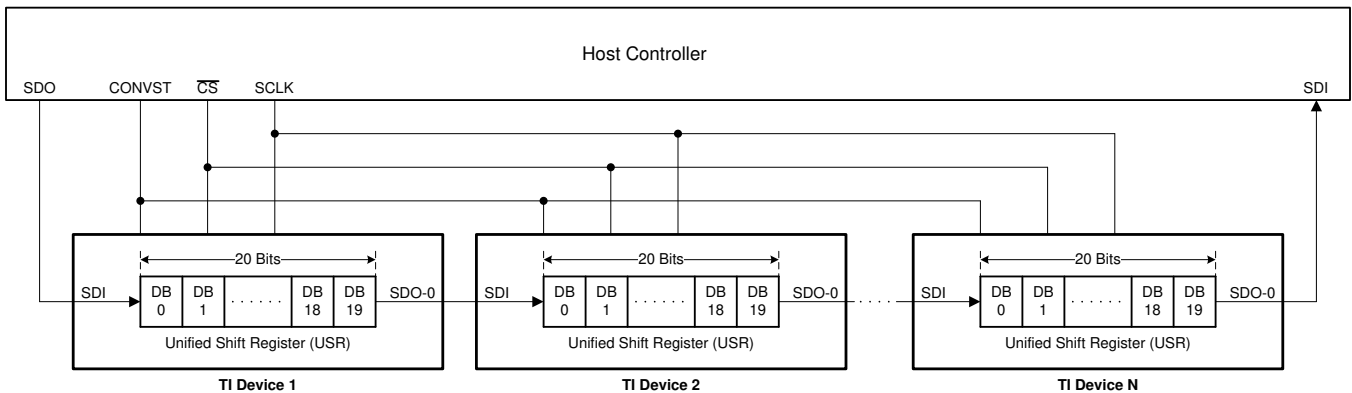 Host Controller
SDO CONVST CS SCLK SDI
20 Bits 20 Bits 20 Bits
SDI DB 0 DB 1 · · · · · · DB 18 DB 19 SDO-0 SDI DB 0 DB 1 · · · · · · DB 18 DB 19 SDO-0 · · · · · SDI DB 0 DB 1 · · · · · · DB 18 DB 19 SDO-0
Unified Shift Register (USR) Unified Shift Register (USR) Unified Shift Register (USR)
TI Device 1 TI Device 2 TI Device N